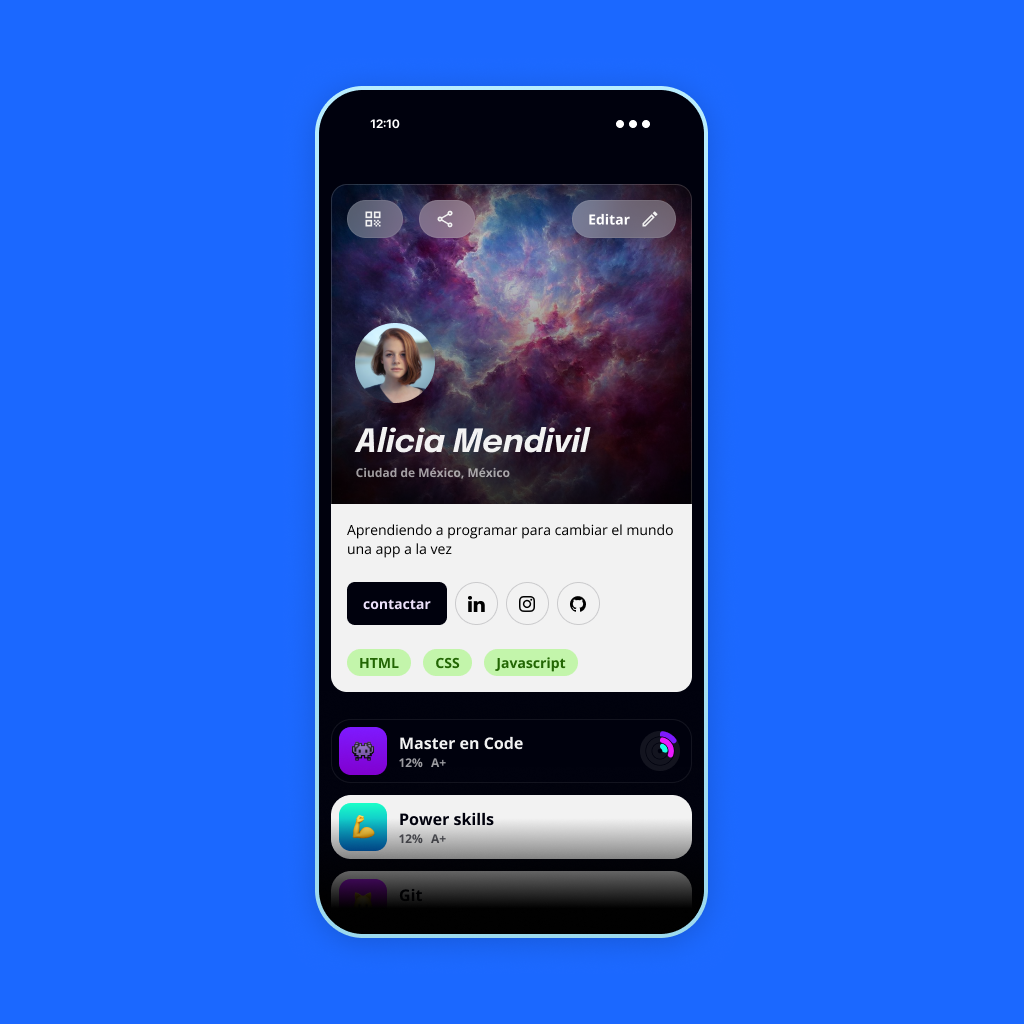 12:10
Editar
Alicia Mendivil
Ciudad de México, México
Aprendiendo a programar para cambiar el mundo
una app a la vez
contactar
in
HTML CSS Javascript
Master en Code
12% A+
Power skills
12% A+
Git